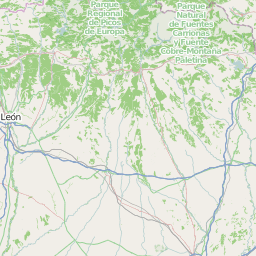 Parque
Regional
de Picos
de Europa
Parque
Natural
de Fuentes
Carrionas
y Fuente
Cobre-Montaña
Palentina
León